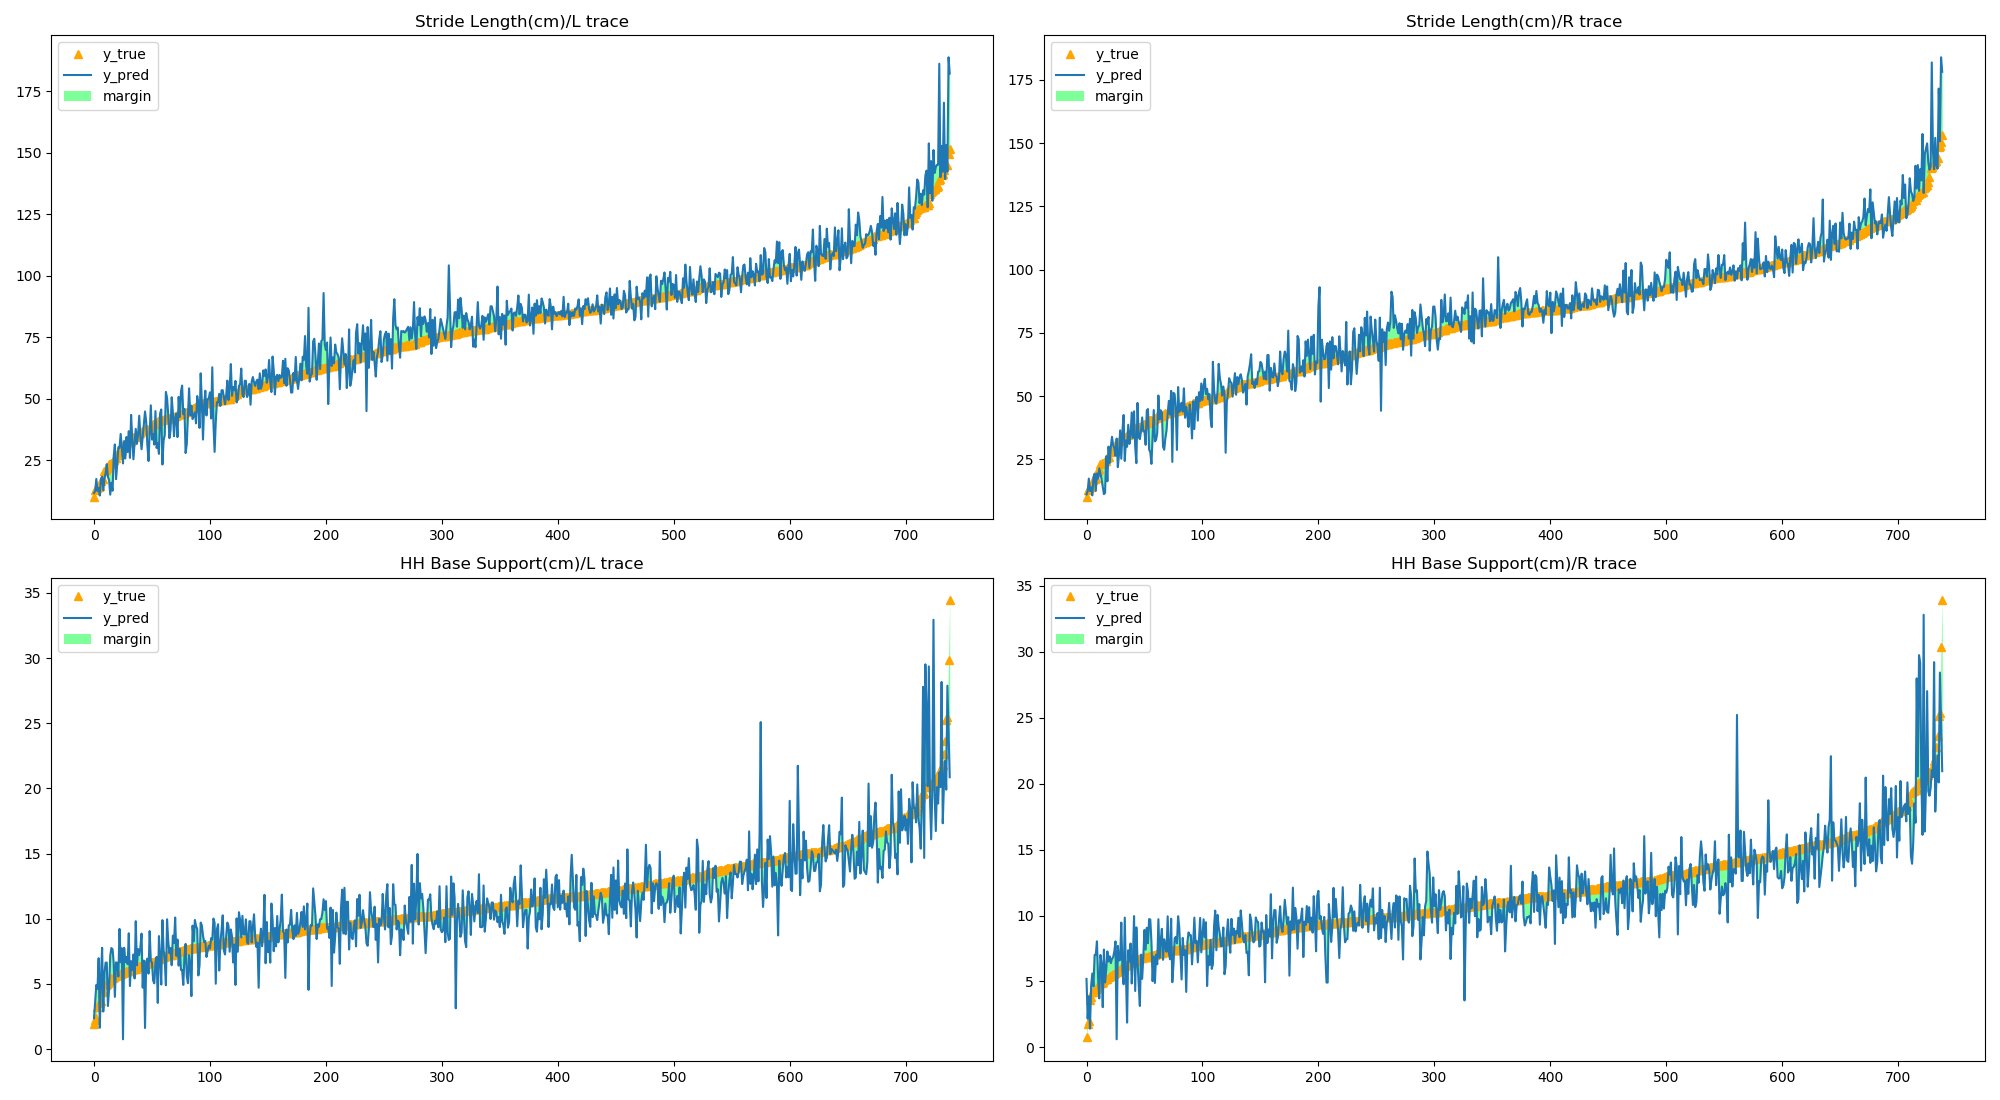 Stride Length(cm)/L trace
y_true
y_pred
margin
175
150
125
100
75
50
25
0 100 200 300 400 500 600 700
Stride Length(cm)/R trace
y_true
y_pred
margin
175
150
125
100
75
50
25
0 100 200 300 400 500 600 700
HH Base Support(cm)/L trace
y_true
y_pred
margin
35
30
25
20
15
10
5
0
0 100 200 300 400 500 600 700
HH Base Support(cm)/R trace
y_true
y_pred
margin
35
30
25
20
15
10
5
0
0 100 200 300 400 500 600 700